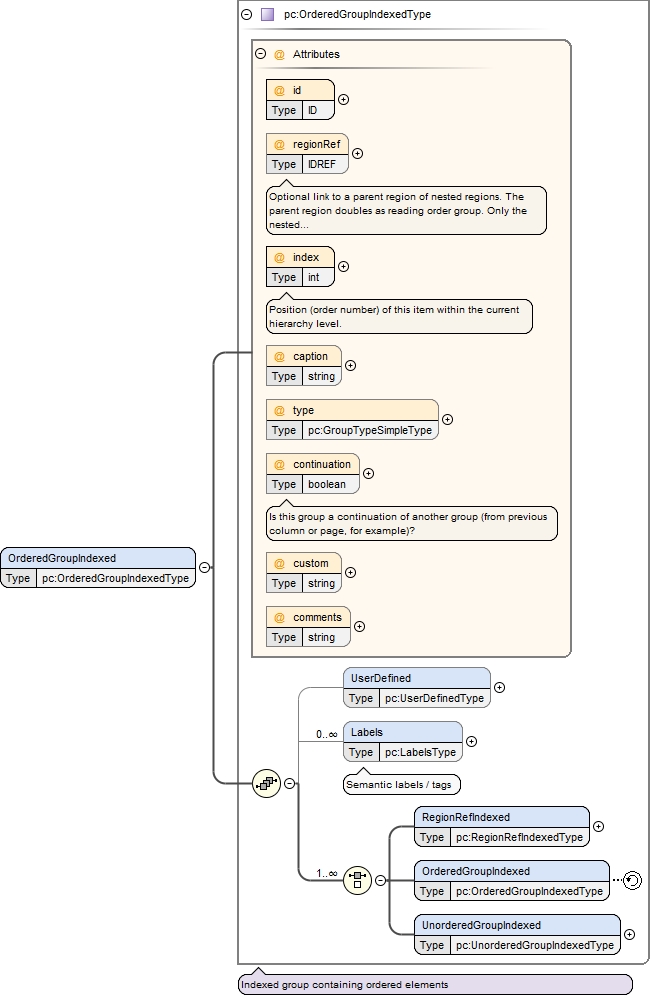 pc:OrderedGroupIndexedType
@ Attributes
@ id
Type ID
@ regionRef
Type IDREF
Optional link to a parent region of nested regions. The
parent region doubles as reading order group. Only the
nested...
@ index
Type int
Position (order number) of this item within the current
hierarchy level.
@ caption
Type string
@ type
Type pc:GroupTypeSimpleType
@ continuation
Type boolean
Is this group a continuation of another group (from previous
column or page, for example)?
OrderedGroupIndexed
Type pc:OrderedGroupIndexedType
@ custom
Type string
@ comments
Type string
UserDefined
Type pc:UserDefinedType
0..∞
Labels
Type pc:LabelsType
Semantic labels / tags
1..∞
RegionRefIndexed
Type pc:RegionRefIndexedType
OrderedGroupIndexed
Type pc:OrderedGroupIndexedType
UnorderedGroupIndexed
Type pc:UnorderedGroupIndexedType
Indexed group containing ordered elements